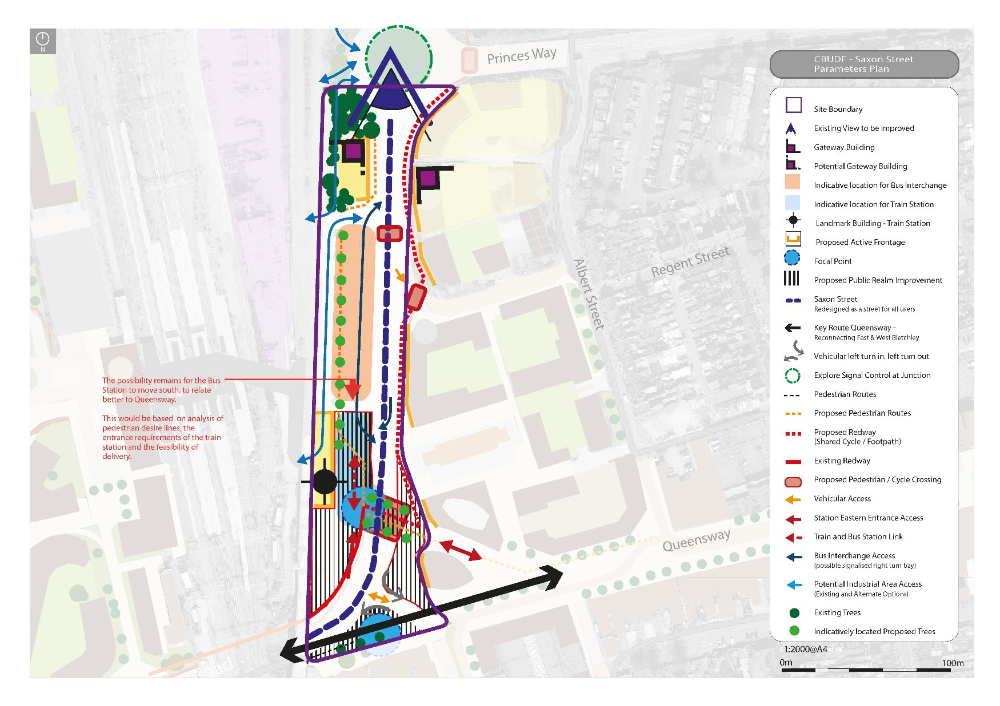 N
Princes Way
Regent Street
Albert Street
Queensway
The possibility remains for the Bus
Station to move south, to relate
better to Queensway.
This would be based on analysis of
pedestrian desire lines, the
entrance requirements of the train
station and the feasibility of
delivery.
CBUDF - Saxon Street
Parameters Plan
Site Boundary
Existing View to be improved
Gateway Building
Potential Gateway Building
Indicative location for Bus Interchange
Indicative location for Train Station
Landmark Building - Train Station
Proposed Active Frontage
Focal Point
Proposed Public Realm Improvement
Saxon Street
Redesigned as a street for all users
Key Route Queensway -
Reconnecting East & West Bletchley
Vehicular left turn in, left turn out
Explore Signal Control at Junction
Pedestrian Routes
Proposed Pedestrian Routes
Proposed Redway
(Shared Cycle / Footpath)
Existing Redway
Proposed Pedestrian / Cycle Crossing
Vehicular Access
Station Eastern Entrance Access
Train and Bus Station Link
Bus Interchange Access
(possible signalised right turn bay)
Potential Industrial Area Access
(Existing and Alternate Options)
Existing Trees
Indicatively located Proposed Trees
1:2000@A4
0m 100m